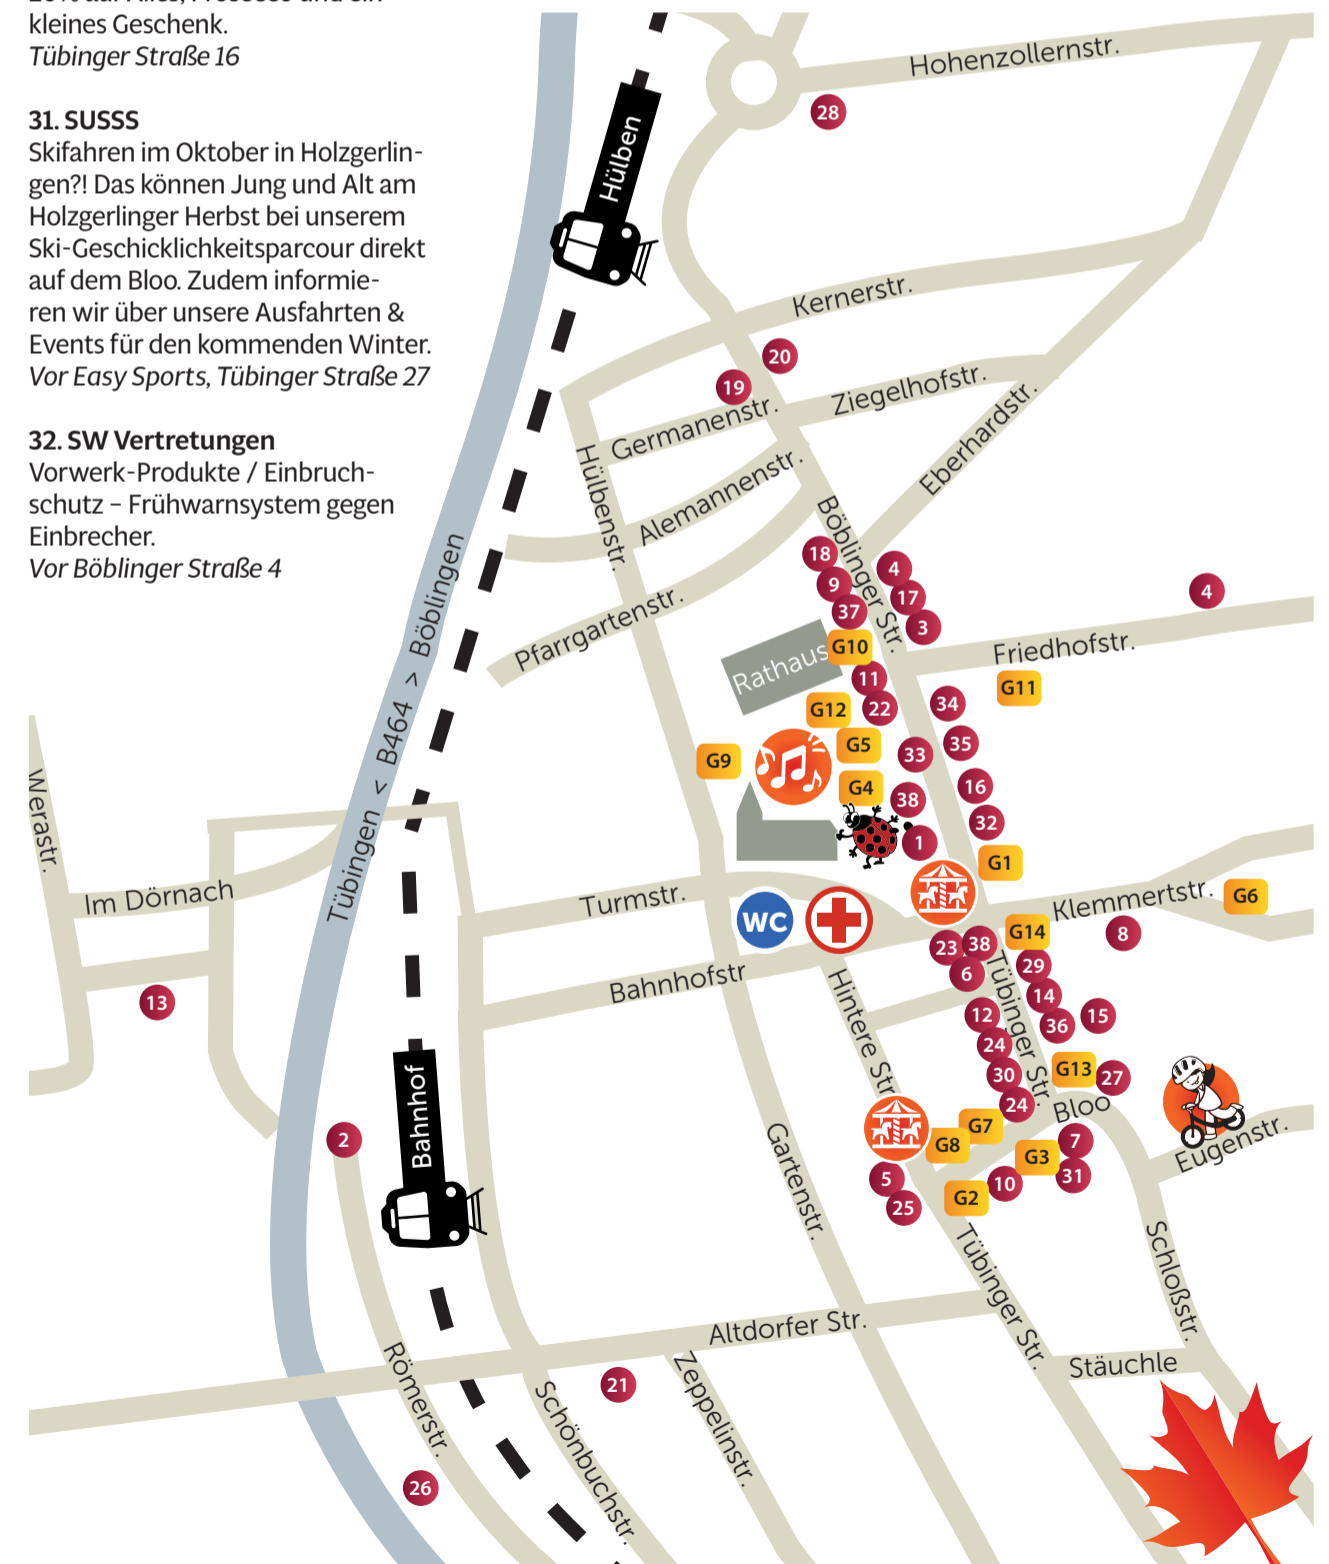 kleines Geschenk.
Tübinger Straße 16
31. SUSSS
Skifahren im Oktober in Holzgerlin-
gen?! Das können Jung und Alt am
Holzgerlinger Herbst bei unserem
Ski-Geschicklichkeitsparcour direkt
auf dem Bloo. Zudem informie-
ren wir über unsere Ausfahrten &
Events für den kommenden Winter.
Vor Easy Sports, Tübinger Straße 27
32. SW Vertretungen
Vorwerk-Produkte / Einbruch-
schutz – Frühwarnsystem gegen
Einbrecher.
Vor Böblinger Straße 4
Hohenzollernstr.
28
Hülben
Kernerstr.
20
19
Ziegelhofstr.
Germanenstr.
Eberhardstr.
Hülbenstr.
Alemannenstr.
Böblinger Str.
18
4
9
17
4
37
3
Pfarrgartenstr.
Friedhofstr.
Rathaus
G10
11
G11
34
G12
22
35
G5
33
G9
16
G4
38
32
1
G1
Tübingen < B464 > Böblingen
Werastr.
Im Dörnach
Turmstr.
Klemmertstr.
G6
WC
G14
8
23
38
6
29
Bahnhofstr
14
13
12
36
15
Hintere Str
Tübinger Str.
24
30
G13
27
24
Bloo
Bahnhof
2
G7
7
G8
G3
Eugenstr.
5
10
31
25
G2
Gartenstr.
Tübinger Str.
Schloßstr.
Altdorfer Str.
Stäuchle
Römerstr.
21
Zeppelinstr.
Schönbuchstr.
26